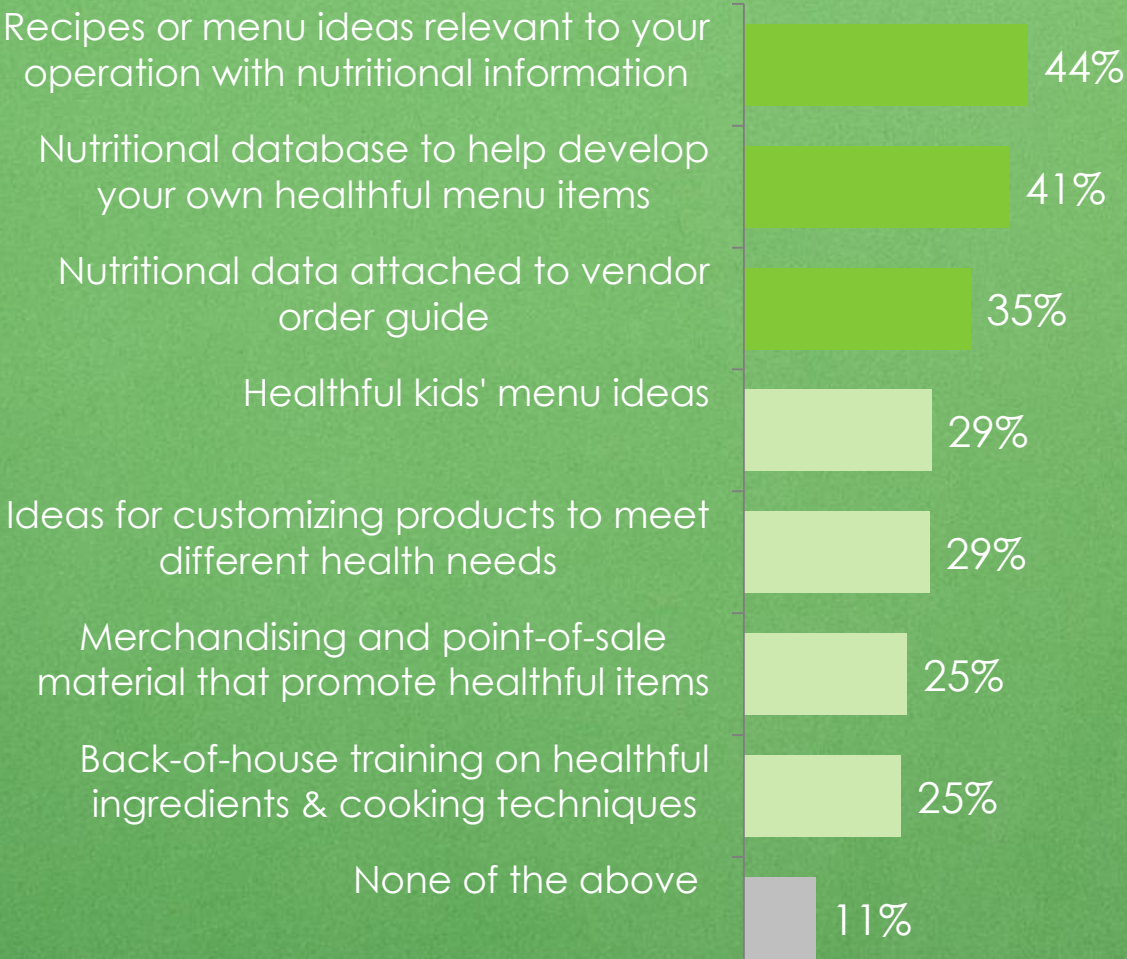 Recipes or menu ideas relevant to your
operation with nutritional information
44%
Nutritional database to help develop
your own healthful menu items
41%
Nutritional data attached to vendor
order guide
35%
Healthful kids' menu ideas
29%
Ideas for customizing products to meet
different health needs
29%
Merchandising and point-of-sale
material that promote healthful items
25%
Back-of-house training on healthful
ingredients & cooking techniques
25%
None of the above
11%